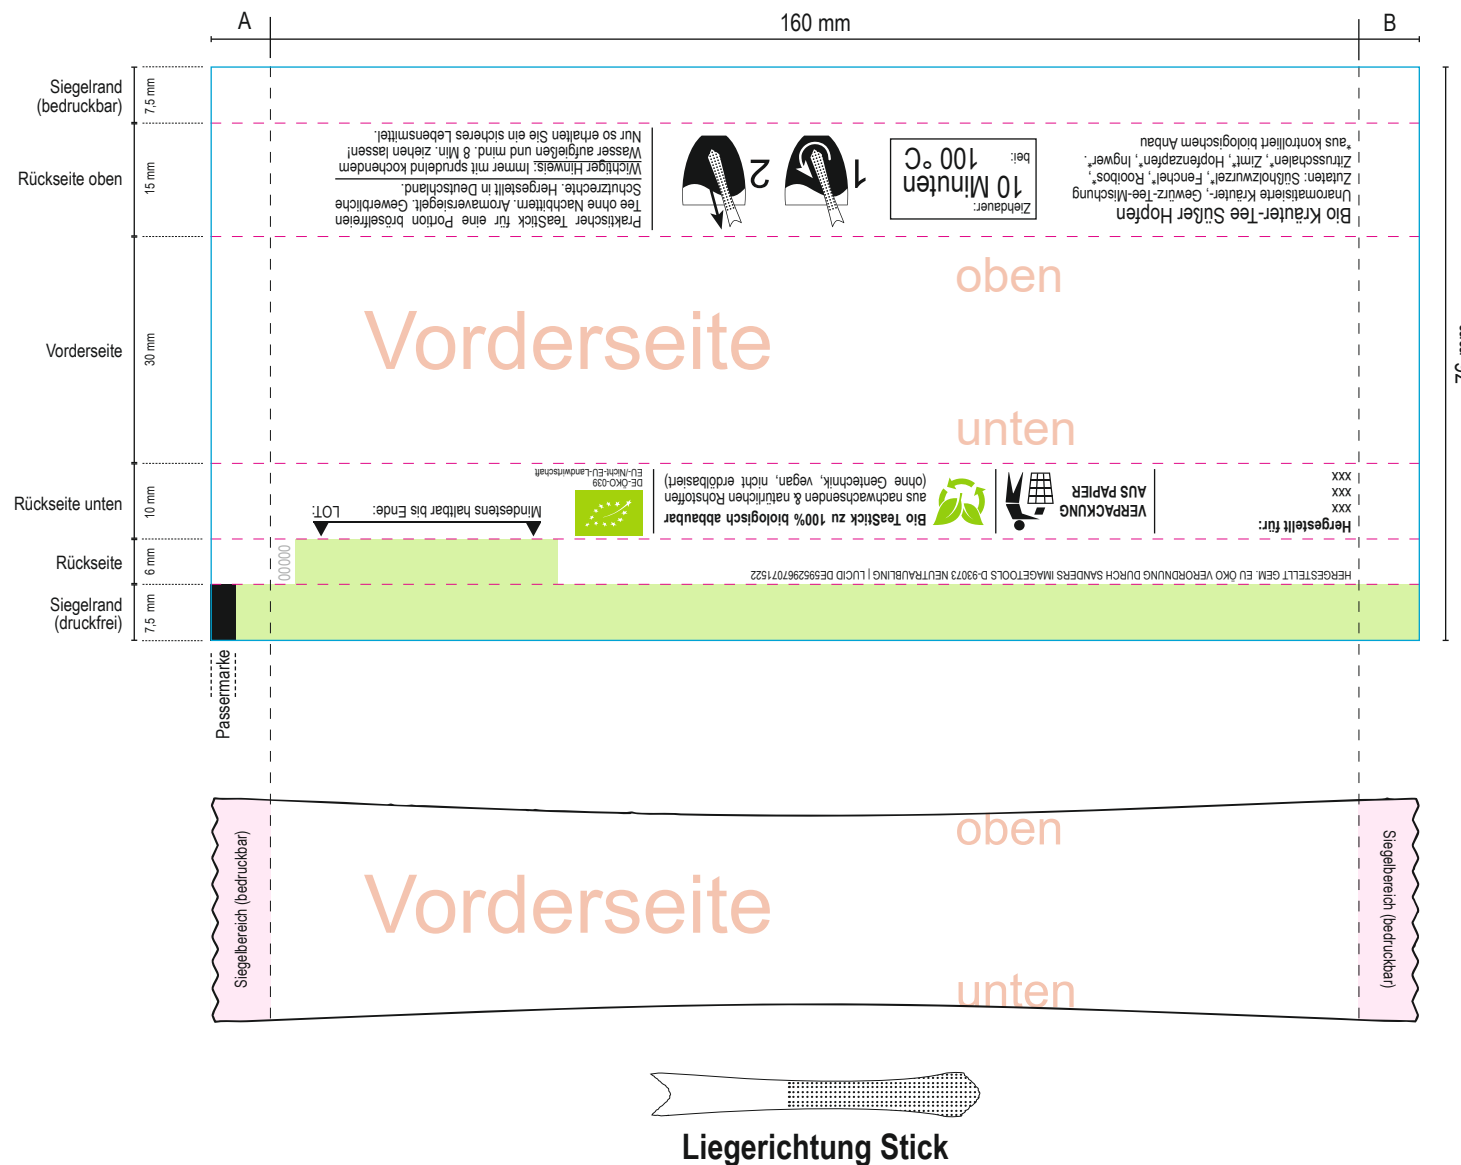 A
160 mm
B
Siegelrand
(bedruckbar)
7,5 mm
Rückseite oben
15 mm
Bio Kräuter-Tee Süßer Hopfen
Unaromatisierte Kräuter-, Gewürz-Tee-Mischung
Zutaten: Süßholzwurzel*, Fenchel*, Rooibos*,
Zitrusschalen*, Zimt*, Hopfenzapfen*, Ingwer*.
*aus kontrolliert biologischem Anbau
Ziehdauer:
10 Minuten
bei:
100 °C
1
2
Praktischer TeaStick für eine Portion bröselfreien
Tee ohne Nachbittern. Aromaversiegelt. Gewerbliche
Schutzrechte. Hergestellt in Deutschland.
Wichtiger Hinweis: Immer mit sprudelnd kochendem
Wasser aufgießen und mind. 8 Min. ziehen lassen!
Nur so erhalten Sie ein sicheres Lebensmittel.
Vorderseite
30 mm
oben
Vorderseite
unten
Rückseite unten
10 mm
Hergestellt für:
xxx
xxx
xxx
VERPACKUNG
AUS PAPIER
Bio TeaStick zu 100% biologisch abbaubar
aus nachwachsenden & natürlichen Rohstoffen
(ohne Gentechnik, vegan, nicht erdölbasiert)
DE-ÖKO-039
EU-/Nicht-EU-Landwirtschaft
Mindestens haltbar bis Ende:
LOT:
Rückseite
6 mm
00000
HERGESTELLT GEM. EU ÖKO VERORDNUNG DURCH SANDERS IMAGETOOLS D-93073 NEUTRAUBLING | LUCID DE5952967071522
Siegelrand
(druckfrei)
7,5 mm
Passermarke
Siegelbereich (bedruckbar)
oben
Vorderseite
unten
Siegelbereich (bedruckbar)
Liegerichtung Stick